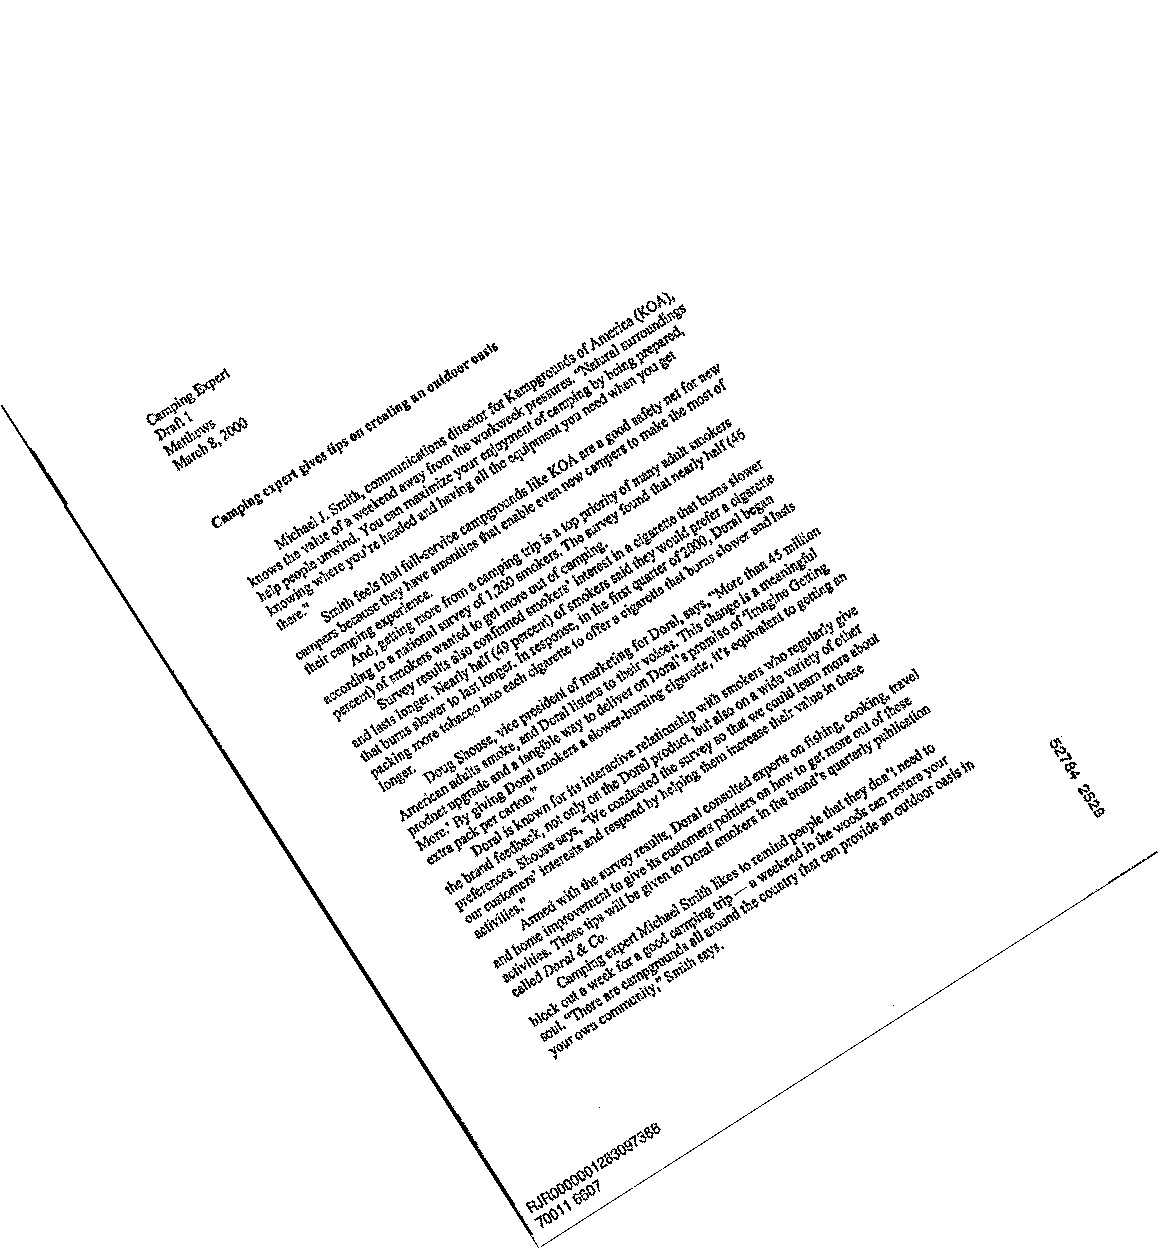 Camping Expert
Draft 1
Matthews
March 8, 2000
Camping expert gives tips on creating an outdoor oasis
Michael J. Smith, communications director for Kampgrounds of America (KOA),
knows the value of a weekend away from the workweek pressures. "Natural surroundings
help people unwind. You can maximize your enjoyment of camping by being prepared,
knowing where you're headed and having all the equipment you need when you get
there."
Smith feels that full-service campgrounds like KOA are a good safety net for new
campers because they have amenities that enable even new campers to make the most of
their camping experience.
And, getting more from a camping trip is a top priority of many adult smokers
according to a national survey of 1,200 smokers. The survey found that nearly half (46
percent) of smokers wanted to get more out of camping.
Survey results also confirmed smokers' interest in a cigarette that burns slower
and lasts longer. Nearly half (49 percent) of smokers said they would prefer a cigarette
that burns slower to last longer. In response, in the first quarter of 2000, Doral began
packing more tobacco into each cigarette to offer a cigarette that burns slower and lasts
longer.
Doug Shouse, vice president of marketing for Doral, says, "More than 45 million
American adults smoke, and Doral listens to their voices. This change is a meaningful
product upgrade and a tangible way to deliver on Doral's promise of 'Imagine Getting
More.' By giving Doral smokers a slower-burning cigarette, it's equivalent to getting an
extra pack per carton."
Doral is known for its interactive relationship with smokers who regularly give
the brand feedback, not only on the Doral product, but also on a wide variety of other
preferences. Shouse says, "We conducted the survey so that we could learn more about
our customers' interests and respond by helping them increase their value in these
activities."
Armed with the survey results, Doral consulted experts on fishing, cooking, travel
and home improvement to give its customers pointers on how to get more out of these
activities. These tips will be given to Doral smokers in the brand's quarterly publication
called Doral & Co.
Camping expert Michael Smith likes to remind people that they don't need to
block out a week for a good camping trip — a weekend in the woods can restore your
soul. "There are campgrounds all around the country that can provide an outdoor oasis in
your own community," Smith says.
52784 2629
RJR0000001283097388
70011 6607